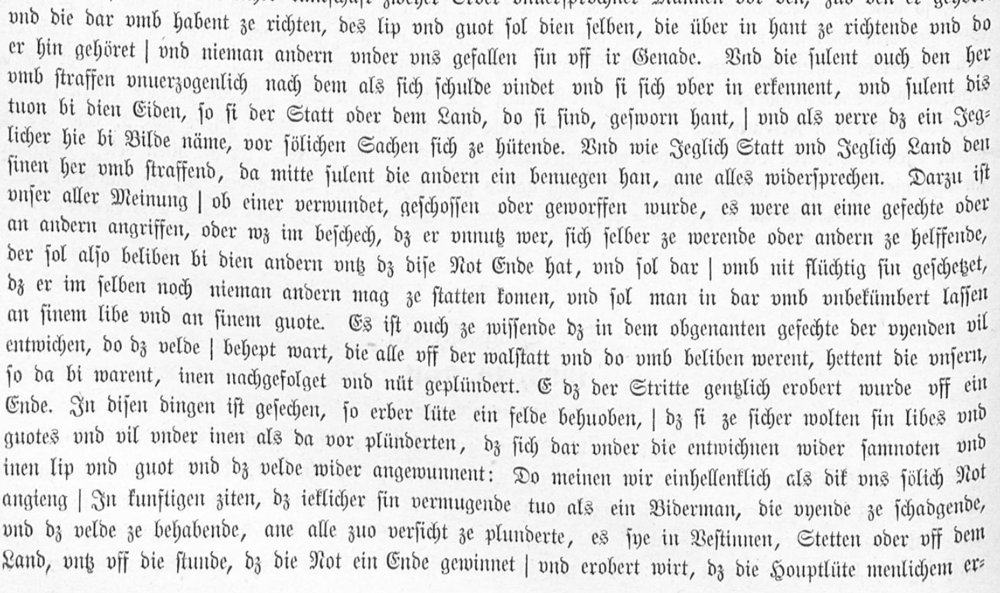 vnd die dar vmb habent ze richten, des lip vnd guot sol dien selben, die über in hant ze richtende vnd do
er hin gehöret | vnd nieman andern vnder vns gefallen sin vff ir Genade. Vnd die sulent ouch den her
vmb straffen vnuerzogenlich nach dem als sich schulde vindet vnd si sich vber in erkennent, vnd sulent dis
tuon bi dien Eiden, so si der Statt oder dem Land, do si sind, gesworn hant, | vnd als verre dz ein Jeg⸗
licher hie bi Bilde näme, vor sölichen Sachen sich ze hütende. Vnd wie Jeglich Statt vnd Jeglich Land den
sinen her vmb straffend, da mitte sulent die andern ein benuegen han, ane alles widersprechen. Darzu ist
vnser aller Meinung | ob einer verwundet, geschossen oder geworffen wurde, es were an eime gefechte oder
an andern angriffen, oder wz im beschech, dz er vnnutz wer, sich selber ze werende oder andern ze helffende,
der sol also beliben bi dien andern vntz dz dise Not Ende hat, vnd sol dar | vmb nit flüchtig sin geschetzet,
dz er im selben noch nieman andern mag ze statten komen, vnd sol man in dar vmb vnbekümbert lassen
an sinem libe vnd an sinem guote. Es ist ouch ze wissende dz in dem obgenanten gefechte der vyenden vil
entwichen, do dz velde | behept wart, die alle vff der walstatt vnd do vmb beliben werent, hettent die vnsern,
so da bi warent, inen nachgefolget vnd nüt geplündert. E dz der Stritte gentzlich erobert wurde vff ein
Ende. In disen dingen ist gesechen, so erber lüte ein felde behuoben, | dz si ze sicher wolten sin libes vnd
guotes vnd vil vnder inen als da vor plünderten, dz sich dar vnder die entwichnen wider samnoten vnd
inen lip vnd guot vnd dz velde wider angewunnent: Do meinen wir einhellenklich als dik vns sölich Not
angieng | In kunftigen ziten, dz ieklicher sin vermugende tuo als ein Biderman, die vyende ze schadgende,
vnd dz velde ze behabende, ane alle zuo versicht ze plunderte, es sye in Vestinnen, Stetten oder vff dem
Land, vntz vff die stunde, dz die Not ein Ende gewinnet | vnd erobert wirt, dz die Houptlüte menlichem er⸗